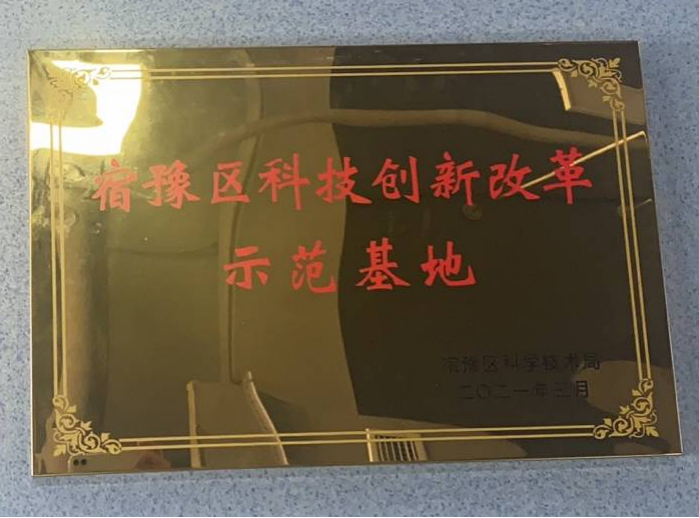 宿豫区科技创新改革
示范基地
宿豫区科学技术局
二〇二一年三月